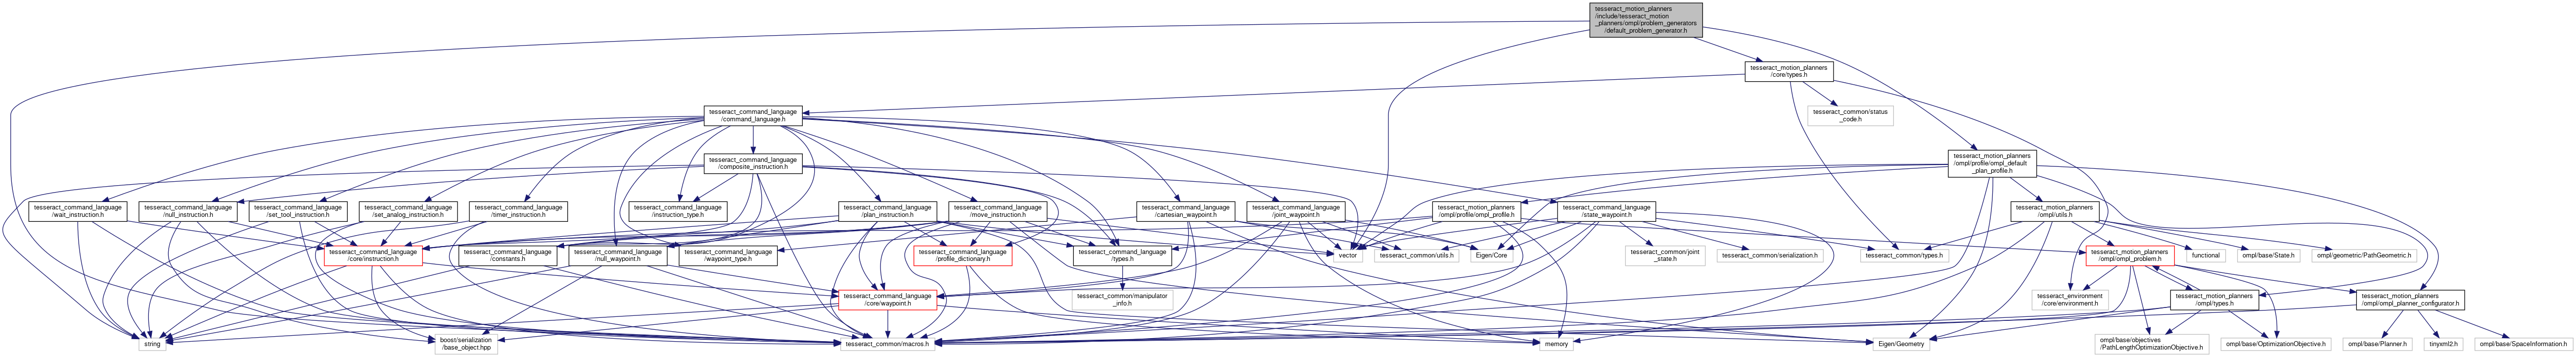 tesseract_motion_planners
/include/tesseract_motion
_planners/ompl/problem_generators
/default_problem_generator.h
tesseract_motion_planners
/core/types.h
tesseract_command_language
/command_language.h
tesseract_common/status
_code.h
tesseract_command_language
/composite_instruction.h
tesseract_motion_planners
/ompl/profile/ompl_default
_plan_profile.h
tesseract_command_language
/wait_instruction.h
tesseract_command_language
/null_instruction.h
tesseract_command_language
/set_tool_instruction.h
tesseract_command_language
/set_analog_instruction.h
tesseract_command_language
/timer_instruction.h
tesseract_command_language
/instruction_type.h
tesseract_command_language
/plan_instruction.h
tesseract_command_language
/move_instruction.h
tesseract_command_language
/cartesian_waypoint.h
tesseract_command_language
/joint_waypoint.h
tesseract_motion_planners
/ompl/profile/ompl_profile.h
tesseract_command_language
/state_waypoint.h
tesseract_motion_planners
/ompl/utils.h
tesseract_command_language
/core/instruction.h
tesseract_command_language
/constants.h
tesseract_command_language
/null_waypoint.h
tesseract_command_language
/waypoint_type.h
tesseract_command_language
/profile_dictionary.h
tesseract_command_language
/types.h
vector
tesseract_common/utils.h
Eigen/Core
tesseract_common/joint
_state.h
tesseract_common/serialization.h
tesseract_common/types.h
tesseract_motion_planners
/ompl/ompl_problem.h
functional
ompl/base/State.h
ompl/geometric/PathGeometric.h
tesseract_command_language
/core/waypoint.h
tesseract_common/manipulator
_info.h
tesseract_environment
/core/environment.h
tesseract_motion_planners
/ompl/types.h
tesseract_motion_planners
/ompl/ompl_planner_configurator.h
string
boost/serialization
/base_object.hpp
tesseract_common/macros.h
memory
Eigen/Geometry
ompl/base/objectives
/PathLengthOptimizationObjective.h
ompl/base/OptimizationObjective.h
ompl/base/Planner.h
tinyxml2.h
ompl/base/SpaceInformation.h